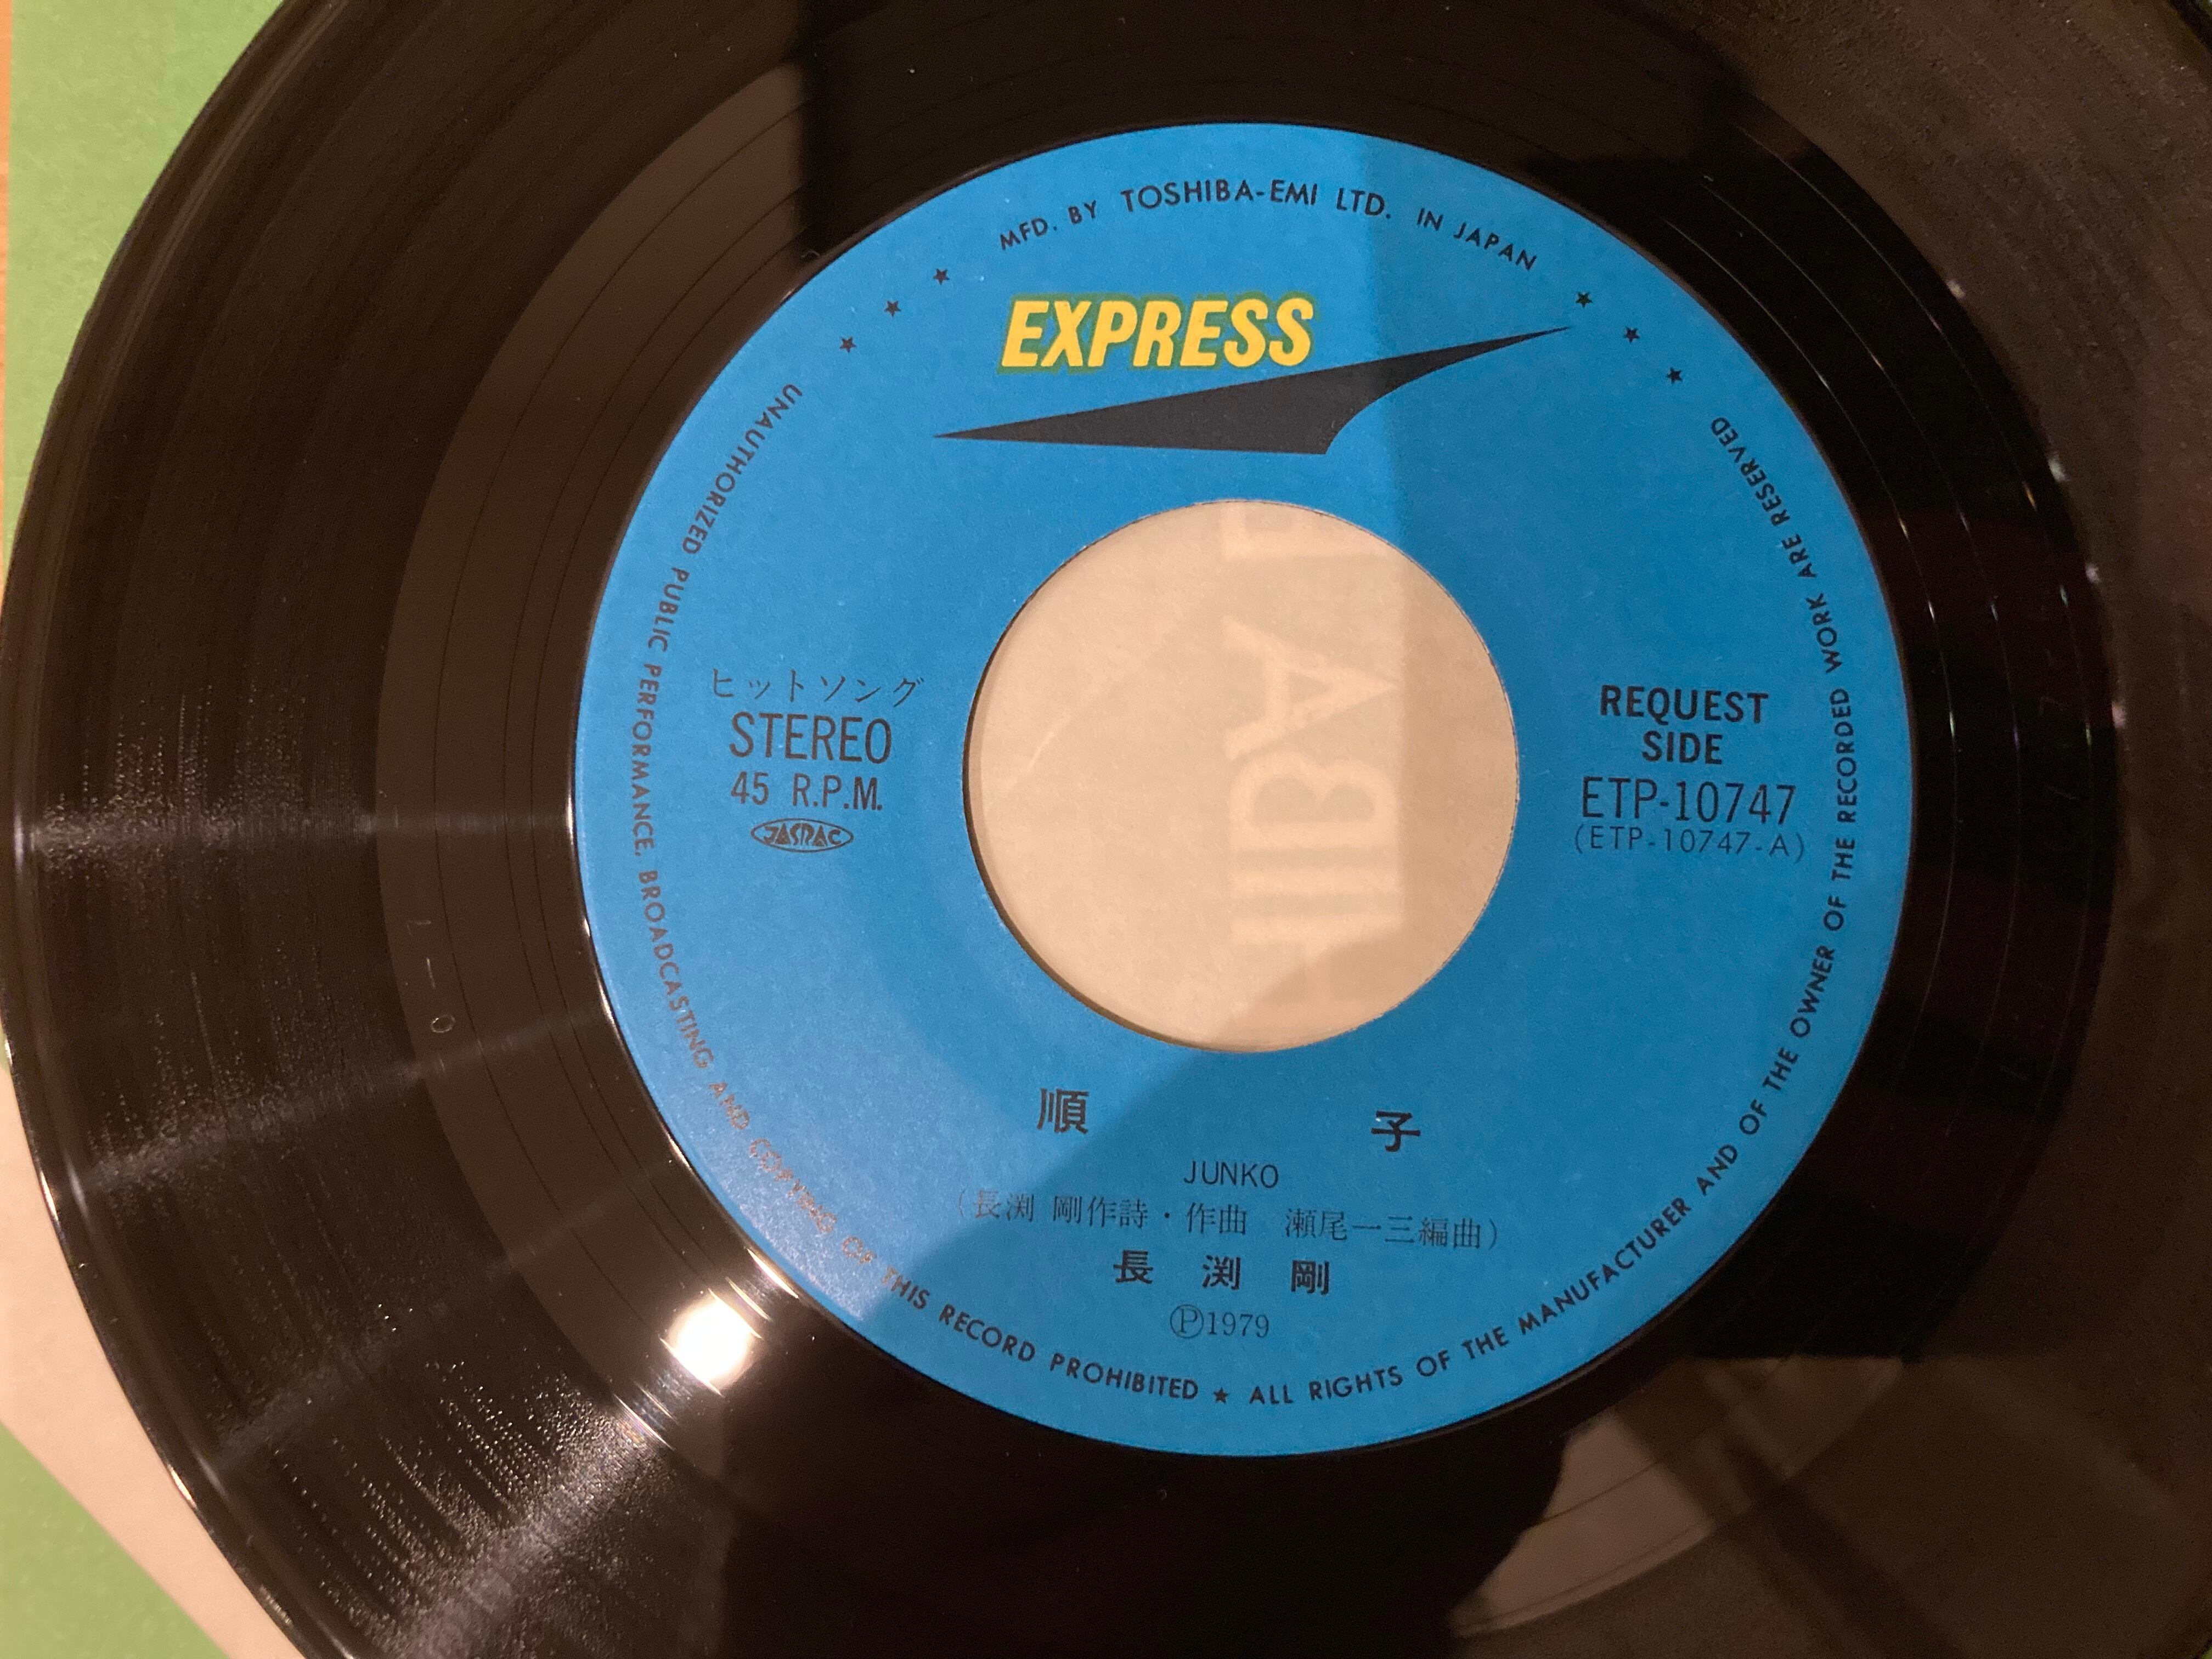 MFD. BY TOSHIBA-EMI LTD. IN JAPAN
EXPRESS
ヒットソング
STEREO
45 R.P.M.
JASRAC
REQUEST
SIDE
ETP-10747
(ETP-10747-A)
順子
JUNKO
(長渕 剛作詩・作曲 瀬尾一三編曲)
長渕剛
Ⓟ1979
UNAUTHORIZED PUBLIC PERFORMANCE, BROADCASTING AND COPYING OF THIS RECORD PROHIBITED ★ ALL RIGHTS OF THE MANUFACTURER AND OF THE OWNER OF THE RECORDED WORK ARE RESERVED